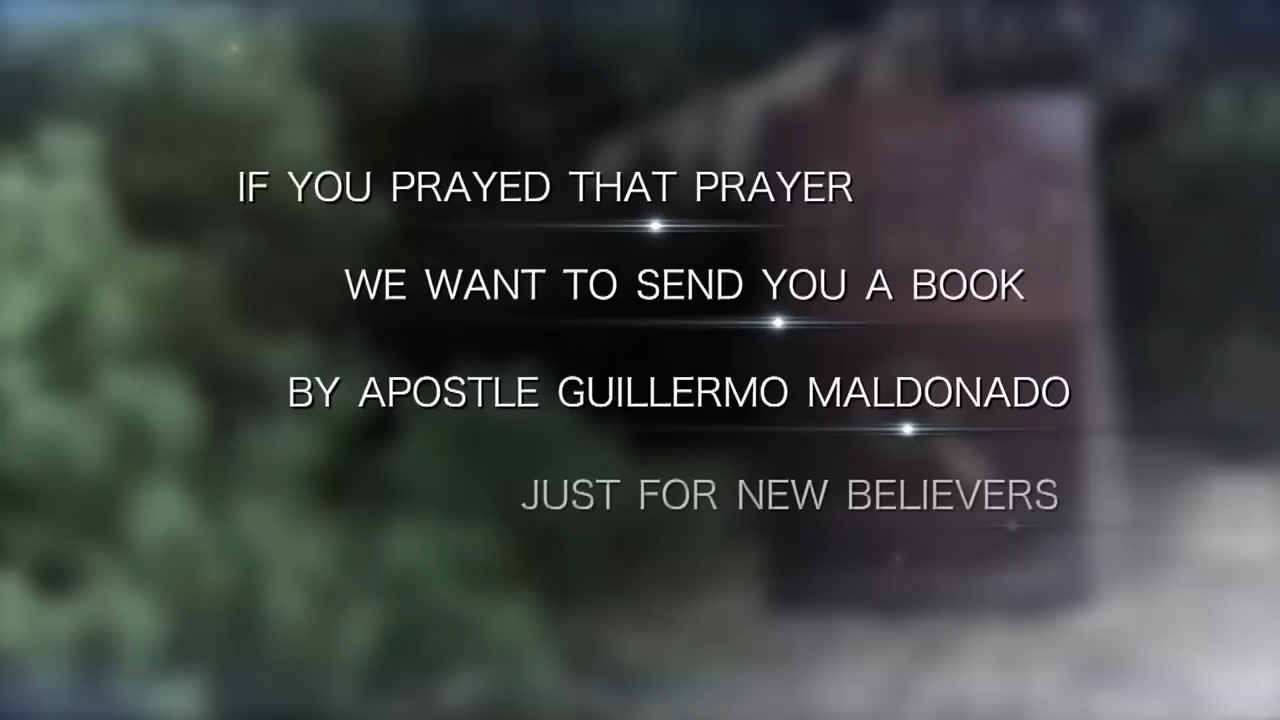 IF YOU PRAYED THAT PRAYER
WE WANT TO SEND YOU A BOOK
BY APOSTLE GUILLERMO MALDONADO
JUST FOR NEW BELIEVERS